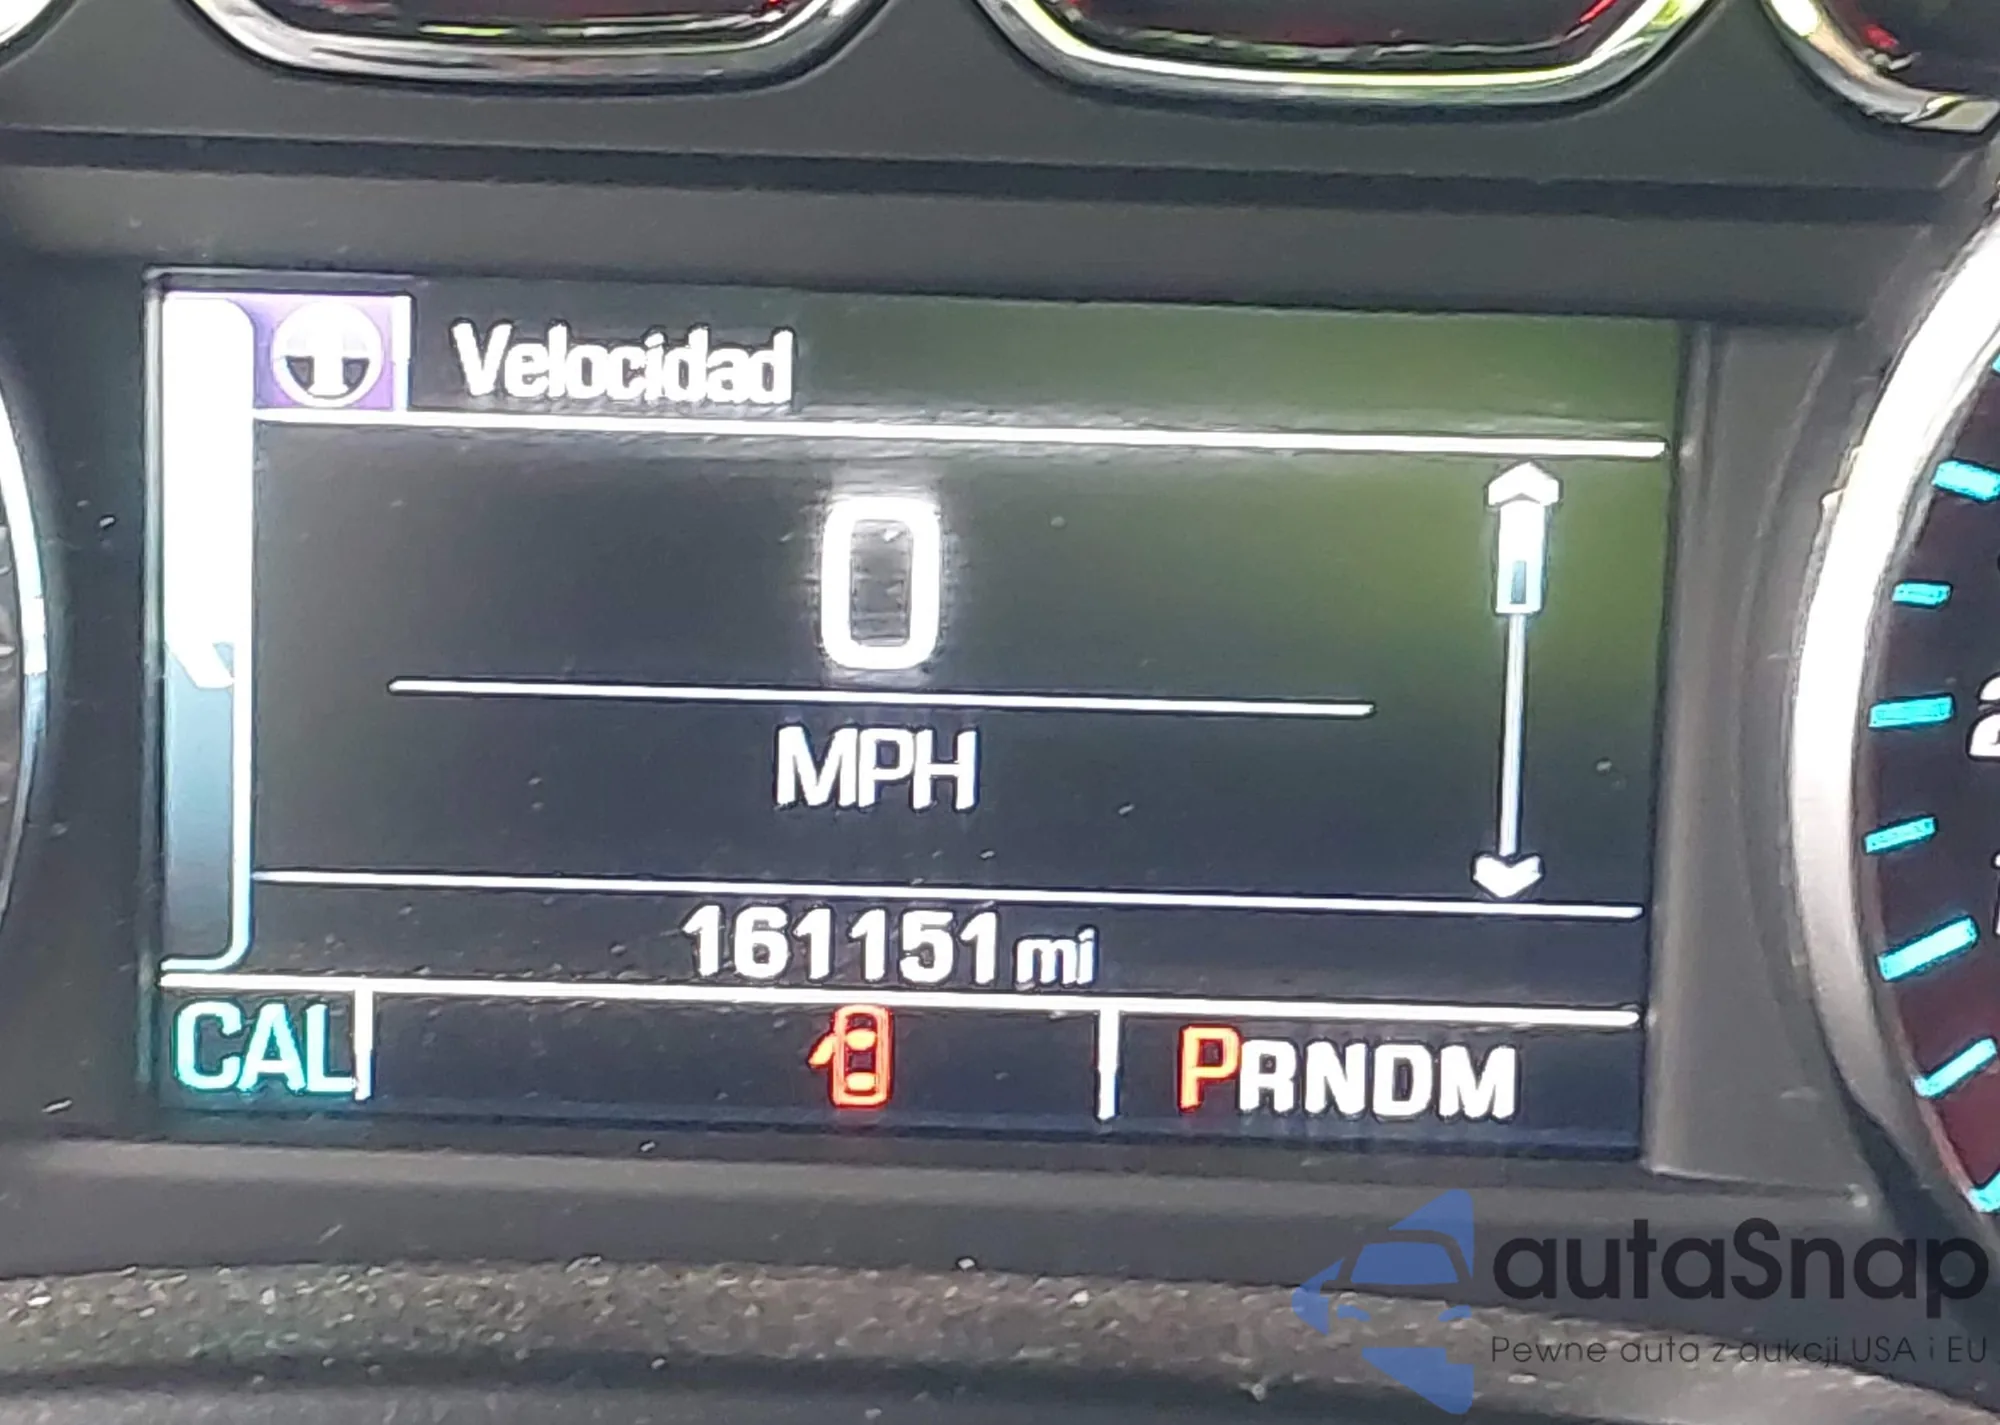 Velocidad
0
MPH
161151 mi
CAL
PRNDM
autaSnap
Pewne auta z aukcji USA i EU